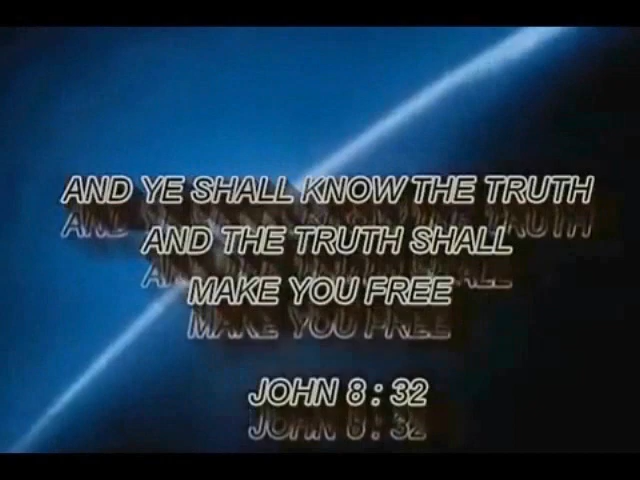 AND YE SHALL KNOW THE TRUTH
AND THE TRUTH SHALL
MAKE YOU FREE
JOHN 8 : 32